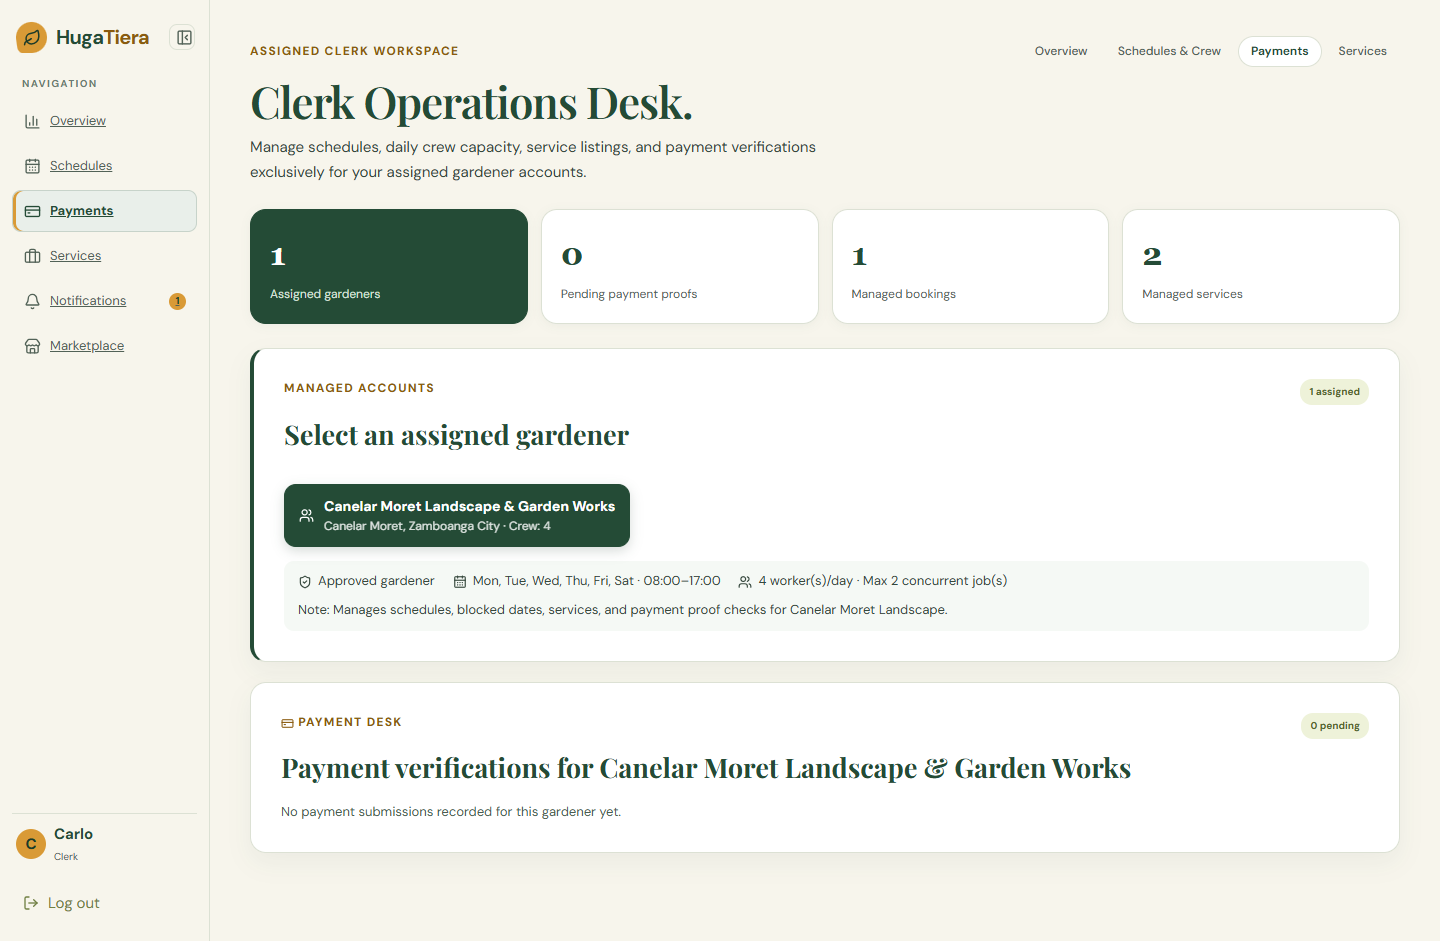 HugaTiera
NAVIGATION
Overview
Schedules
Payments
Services
Notifications 1
Marketplace
C
Carlo
Clerk
Log out
ASSIGNED CLERK WORKSPACE
Overview Schedules & Crew Payments Services
Clerk Operations Desk.
Manage schedules, daily crew capacity, service listings, and payment verifications
exclusively for your assigned gardener accounts.
1
Assigned gardeners
0
Pending payment proofs
1
Managed bookings
2
Managed services
MANAGED ACCOUNTS
1 assigned
Select an assigned gardener
Canelar Moret Landscape & Garden Works
Canelar Moret, Zamboanga City · Crew: 4
Approved gardener Mon, Tue, Wed, Thu, Fri, Sat · 08:00–17:00 4 worker(s)/day · Max 2 concurrent job(s)
Note: Manages schedules, blocked dates, services, and payment proof checks for Canelar Moret Landscape.
PAYMENT DESK
0 pending
Payment verifications for Canelar Moret Landscape & Garden Works
No payment submissions recorded for this gardener yet.